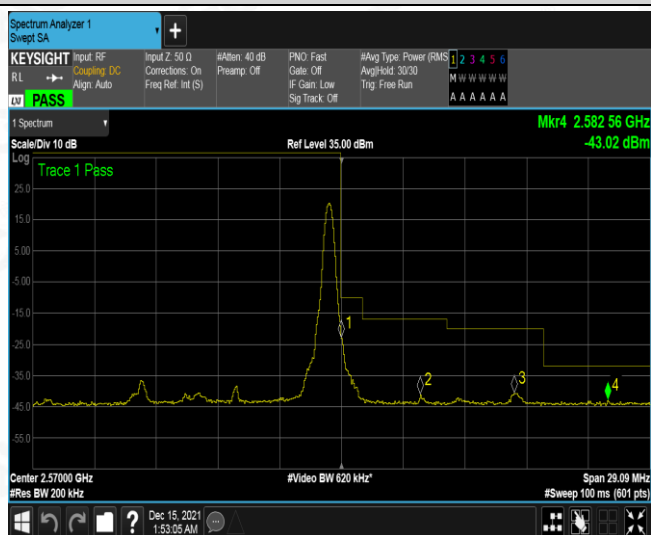 Spectrum Analyzer 1
Swept SA
+
KEYSIGHT
RL
LXI PASS
Input: RF
Coupling: DC
Align: Auto
Input Z: 50 Ω
Corrections: On
Freq Ref: Int (S)
#Atten: 40 dB
Preamp: Off
PNO: Fast
Gate: Off
IF Gain: Low
Sig Track: Off
#Avg Type: Power (RMS
Avg|Hold: 30/30
Trig: Free Run
1 2 3 4 5 6
M W W W W W
A A A A A A
1 Spectrum
Mkr4 2.582 56 GHz
Scale/Div 10 dB
Ref Level 35.00 dBm
-43.02 dBm
Log
Trace 1 Pass
25.0
15.0
5.00
-5.00
-15.0
1
-25.0
-35.0
2
3
4
-45.0
-55.0
Center 2.57000 GHz
#Video BW 620 kHz*
Span 29.09 MHz
#Res BW 200 kHz
#Sweep 100 ms (601 pts)
?
Dec 15, 2021
1:53:05 AM